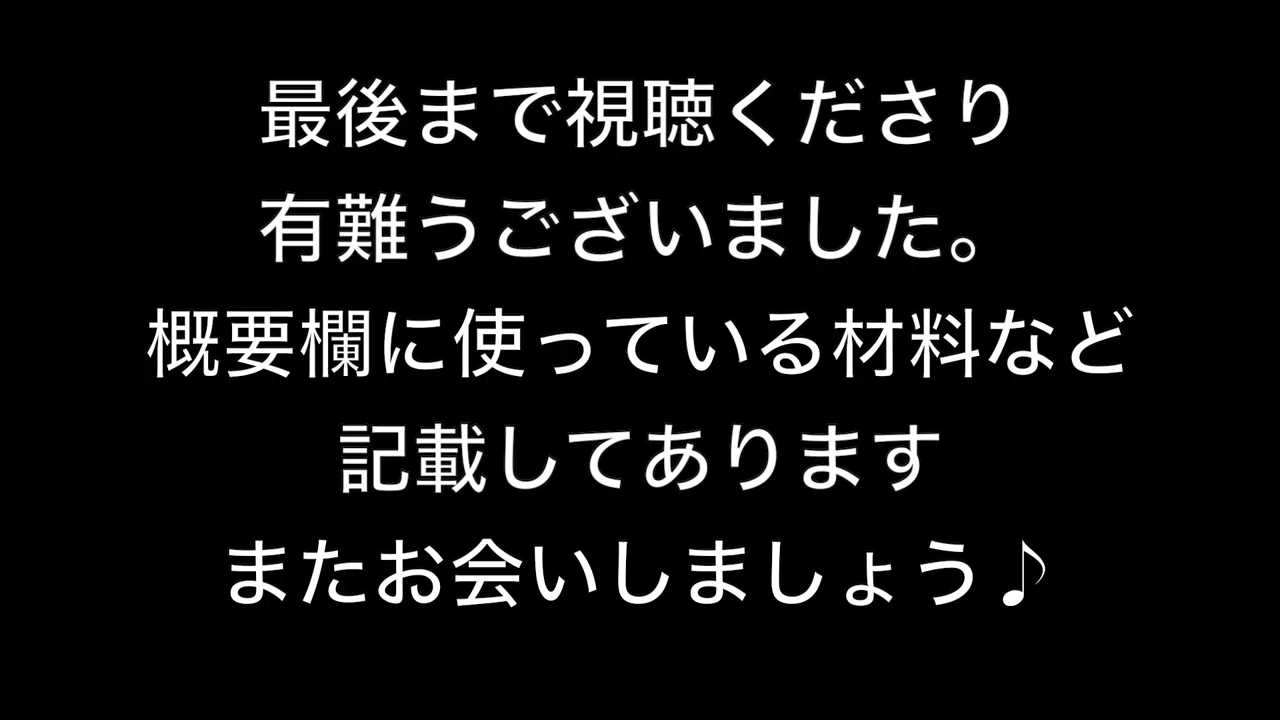 最後まで視聴くださり
有難うございました。
概要欄に使っている材料など
記載してあります
またお会いしましょう♪